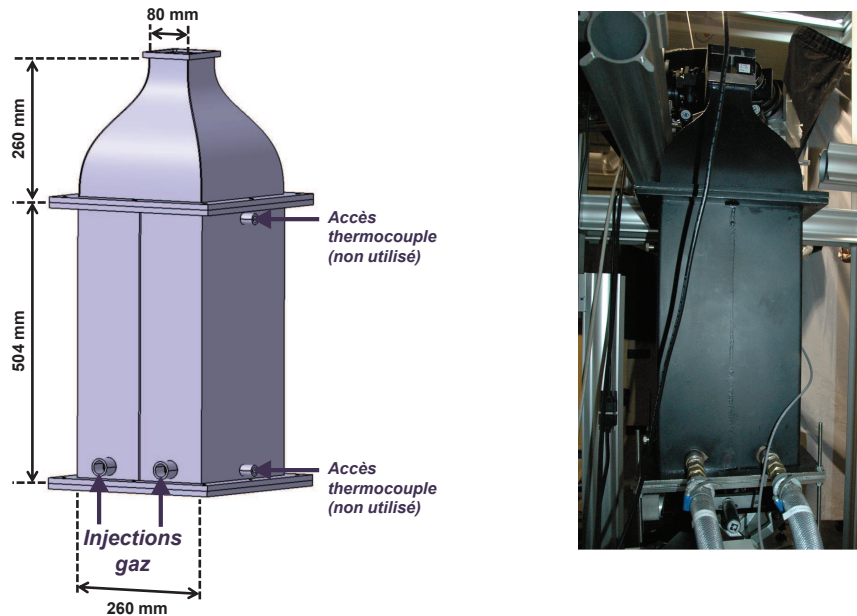 80 mm
260 mm
Accès
thermocouple
(non utilisé)
504 mm
Accès
thermocouple
(non utilisé)
Injections
gaz
260 mm